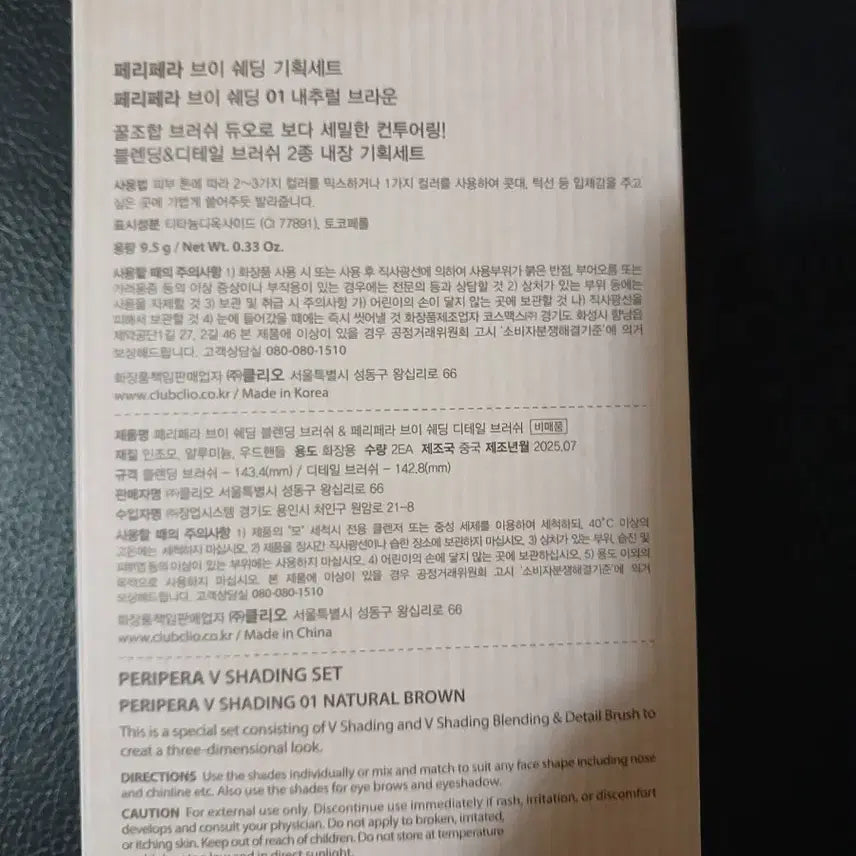 페리페라 브이 쉐딩 기획세트
페리페라 브이 쉐딩 01 내추럴 브라운
꿀조합 브러쉬 듀오로 보다 세밀한 컨투어링!
블렌딩&디테일 브러쉬 2종 내장 기획세트
사용법 피부 톤에 따라 2~3가지 컬러를 믹스하거나 1가지 컬러를 사용하여 콧대, 턱선 등 입체감을 주고
싶은 곳에 가볍게 쓸어주듯 발라줍니다.
표시성분 티타늄디옥사이드 (CI 77891), 토코페롤
용량 9.5 g / Net Wt. 0.33 Oz.
사용할 때의 주의사항 1) 화장품 사용 시 또는 사용 후 직사광선에 의하여 사용부위가 붉은 반점, 부어오름 또는
가려움증 등의 이상 증상이나 부작용이 있는 경우에는 전문의 등과 상담할 것 2) 상처가 있는 부위 등에는
사용을 자제할 것 3) 보관 및 취급 시 주의사항 가) 어린이의 손이 닿지 않는 곳에 보관할 것 나) 직사광선을
피해서 보관할 것 4) 눈에 들어갔을 때에는 즉시 씻어낼 것 화장품제조업자 코스맥스㈜ 경기도 화성시 향남읍
제약공단1길 27, 2길 46 본 제품에 이상이 있을 경우 공정거래위원회 고시 '소비자분쟁해결기준'에 의거
보상해드립니다. 고객상담실 080-080-1510
화장품책임판매업자 ㈜클리오 서울특별시 성동구 왕십리로 66
www.clubclio.co.kr / Made in Korea
제품명 페리페라 브이 쉐딩 블렌딩 브러쉬 & 페리페라 브이 쉐딩 디테일 브러쉬 비매품
재질 인조모, 알루미늄, 우드핸들 용도 화장용 수량 2EA 제조국 중국 제조년월 2025.07
규격 블렌딩 브러쉬 - 143.4(mm) / 디테일 브러쉬 - 142.8(mm)
판매자명 ㈜클리오 서울특별시 성동구 왕십리로 66
수입자명 ㈜장업시스템 경기도 용인시 처인구 원암로 21-8
사용할 때의 주의사항 1) 제품의 "모" 세척시 전용 클렌저 또는 중성 세제를 이용하여 세척하되, 40°C 이상의
고온에는 세척하지 마십시오. 2) 제품을 장시간 직사광선이나 습한 장소에 보관하지 마십시오. 3) 상처가 있는 부위, 습진 및
피부염 등의 이상이 있는 부위에는 사용하지 마십시오. 4) 어린이의 손에 닿지 않는 곳에 보관하십시오. 5) 용도 이외의
목적으로 사용하지 마십시오. 본 제품에 이상이 있을 경우 공정거래위원회 고시 '소비자분쟁해결기준'에 의거
보상해드립니다. 고객상담실 080-080-1510
화장품책임판매업자 ㈜클리오 서울특별시 성동구 왕십리로 66
www.clubclio.co.kr / Made in China
PERIPERA V SHADING SET
PERIPERA V SHADING 01 NATURAL BROWN
This is a special set consisting of V Shading and V Shading Blending & Detail Brush to
creat a three-dimensional look.
DIRECTIONS Use the shades individually or mix and match to suit any face shape including nose
and chinline etc. Also use the shades for eye brows and eyeshadow.
CAUTION For external use only. Discontinue use immediately if rash, irritation, or discomfort
develops and consult your physician. Do not apply to broken, irritated,
or itching skin. Keep out of reach of children. Do not store at temperature
and in direct sunlight.